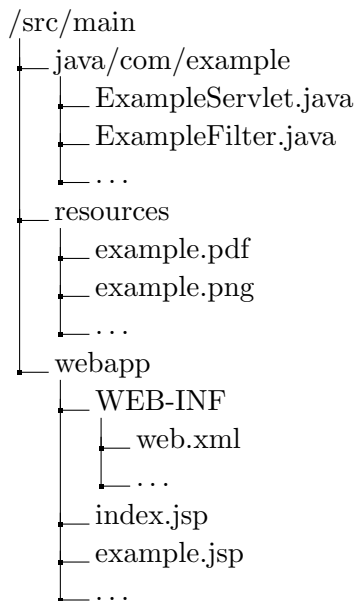 /src/main
java/com/example
ExampleServlet.java
ExampleFilter.java
...
resources
example.pdf
example.png
...
webapp
WEB-INF
web.xml
...
index.jsp
example.jsp
...